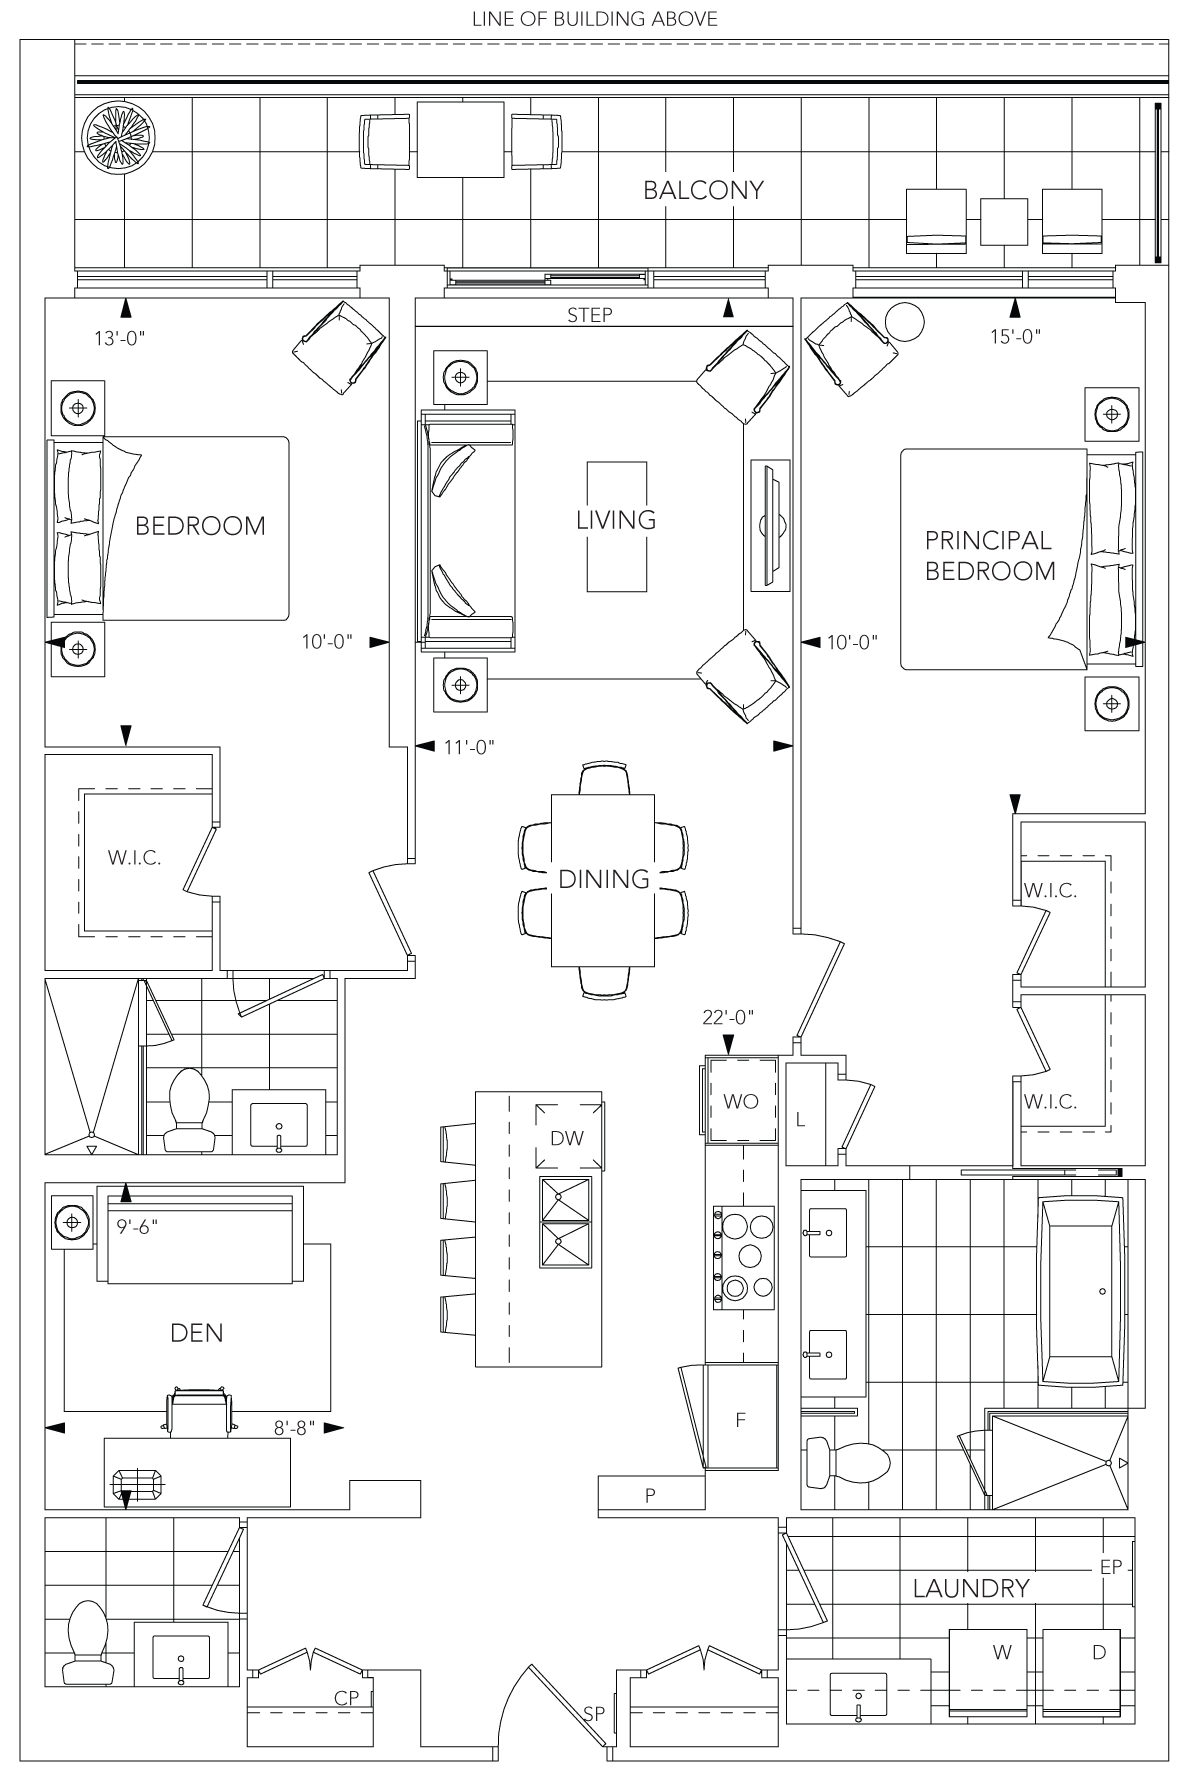 LINE OF BUILDING ABOVE
BALCONY
STEP
13'-0"
15'-0"
BEDROOM
LIVING
PRINCIPAL
BEDROOM
10'-0"
10'-0"
11'-0"
W.I.C.
DINING
W.I.C.
22'-0"
WO
W.I.C.
L
DW
9'-6"
DEN
8'-8"
F
P
EP
LAUNDRY
W
D
CP
SP